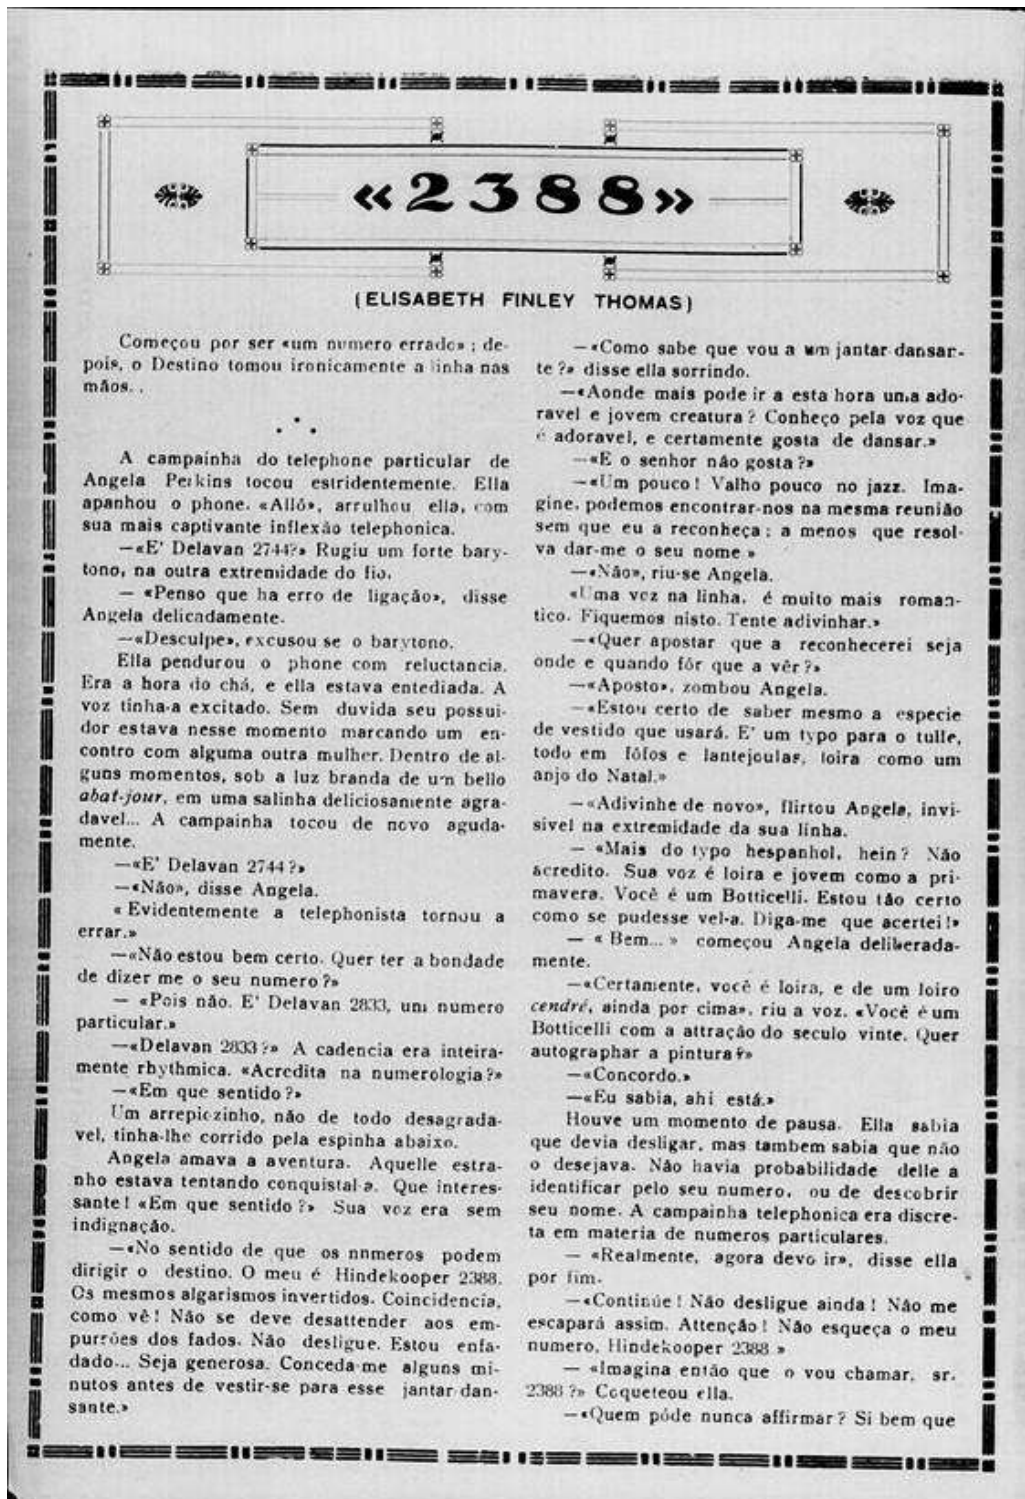 «2388»
(ELISABETH FINLEY THOMAS)
Começou por ser «um numero errado» ; de-
pois, o Destino tomou ironicamente a linha nas
mãos..
A campainha do telephone particular de
Angela Perkins tocou estridentemente. Ella
apanhou o phone. «Allô», arrulhou ella, com
sua mais captivante inflexão telephonica.
—«E' Delavan 2744?» Rugiu um forte bary-
tono, na outra extremidade do fio.
— «Penso que ha erro de ligação», disse
Angela delicadamente.
—«Desculpe», excusou se o barytono.
Ella pendurou o phone com reluctancia.
Era a hora do chá, e ella estava entediada. A
voz tinha-a excitado. Sem duvida seu possui-
dor estava nesse momento marcando um en-
contro com alguma outra mulher. Dentro de al-
guns momentos, sob a luz branda de um bello
abat-jour, em uma salinha deliciosamente agra-
davel... A campainha tocou de novo aguda-
mente.
—«E' Delavan 2744?»
—«Não», disse Angela.
« Evidentemente a telephonista tornou a
errar.»
—«Não estou bem certo. Quer ter a bondade
de dizer me o seu numero?»
— «Pois não. E' Delavan 2833, um numero
particular.»
—«Delavan 2833?» A cadencia era inteira-
mente rhythmica. «Acredita na numerologia?»
—«Em que sentido?»
Um arrepiozinho, não de todo desagrada-
vel, tinha-lhe corrido pela espinha abaixo.
Angela amava a aventura. Aquelle estra-
nho estava tentando conquistal-a. Que interes-
sante! «Em que sentido?» Sua voz era sem
indignação.
—«No sentido de que os nnmeros podem
dirigir o destino. O meu é Hindekooper 2388.
Os mesmos algarismos invertidos. Coincidencia,
como vê! Não se deve desattender aos em-
purrões dos fados. Não desligue. Estou enfa-
dado... Seja generosa. Conceda-me alguns mi-
nutos antes de vestir-se para esse jantar dan-
sante.»
—«Como sabe que vou a um jantar dansan-
te?» disse ella sorrindo.
—«Aonde mais pode ir a esta hora uma ado-
ravel e jovem creatura? Conheço pela voz que
é adoravel, e certamente gosta de dansar.»
—«E o senhor não gosta?»
—«Um pouco! Valho pouco no jazz. Ima-
gine, podemos encontrar-nos na mesma reunião
sem que eu a reconheça; a menos que resol-
va dar-me o seu nome »
—«Não», riu-se Angela.
«Uma voz na linha, é muito mais roman-
tico. Fiquemos nisto. Tente adivinhar.»
—«Quer apostar que a reconhecerei seja
onde e quando fôr que a vêr?»
—«Aposto», zombou Angela.
—«Estou certo de saber mesmo a especie
de vestido que usará. E' um typo para o tulle,
todo em fôfos e lantejoulas, loira como um
anjo do Natal.»
—«Adivinhe de novo», flirtou Angela, invi-
sivel na extremidade da sua linha.
— «Mais do typo hespanhol, hein? Não
acredito. Sua voz é loira e jovem como a pri-
mavera. Você é um Botticelli. Estou tão certo
como se pudesse vel-a. Diga-me que acertei!»
— « Bem... » começou Angela deliberada-
mente.
—«Certamente, você é loira, e de um loiro
cendré, ainda por cima», riu a voz. «Você é um
Botticelli com a attração do seculo vinte. Quer
autographar a pintura?»
—«Concordo.»
—«Eu sabia, ahi está.»
Houve um momento de pausa. Ella sabia
que devia desligar, mas tambem sabia que não
o desejava. Não havia probabilidade delle a
identificar pelo seu numero, ou de descobrir
seu nome. A campainha telephonica era discre-
ta em materia de numeros particulares.
— «Realmente, agora devo ir», disse ella
por fim.
—«Continúe! Não desligue ainda! Não me
escapará assim. Attenção! Não esqueça o meu
numero, Hindekooper 2388 »
— «Imagina então que o vou chamar, sr.
2388?» Coqueteou ella.
—«Quem póde nunca affirmar? Si bem que